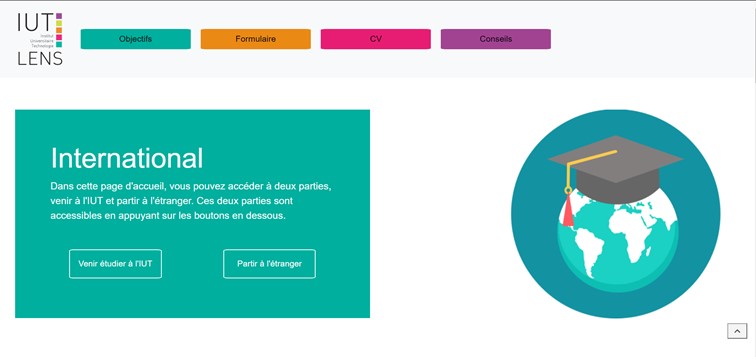 IUT
Institut
Universitaire
Technologie
LENS
Objectifs
Formulaire
CV
Conseils
International
Dans cette page d'accueil, vous pouvez accéder à deux parties,
venir à l'IUT et partir à l'étranger. Ces deux parties sont
accessibles en appuyant sur les boutons en dessous.
Venir étudier à l'IUT
Partir à l'étranger